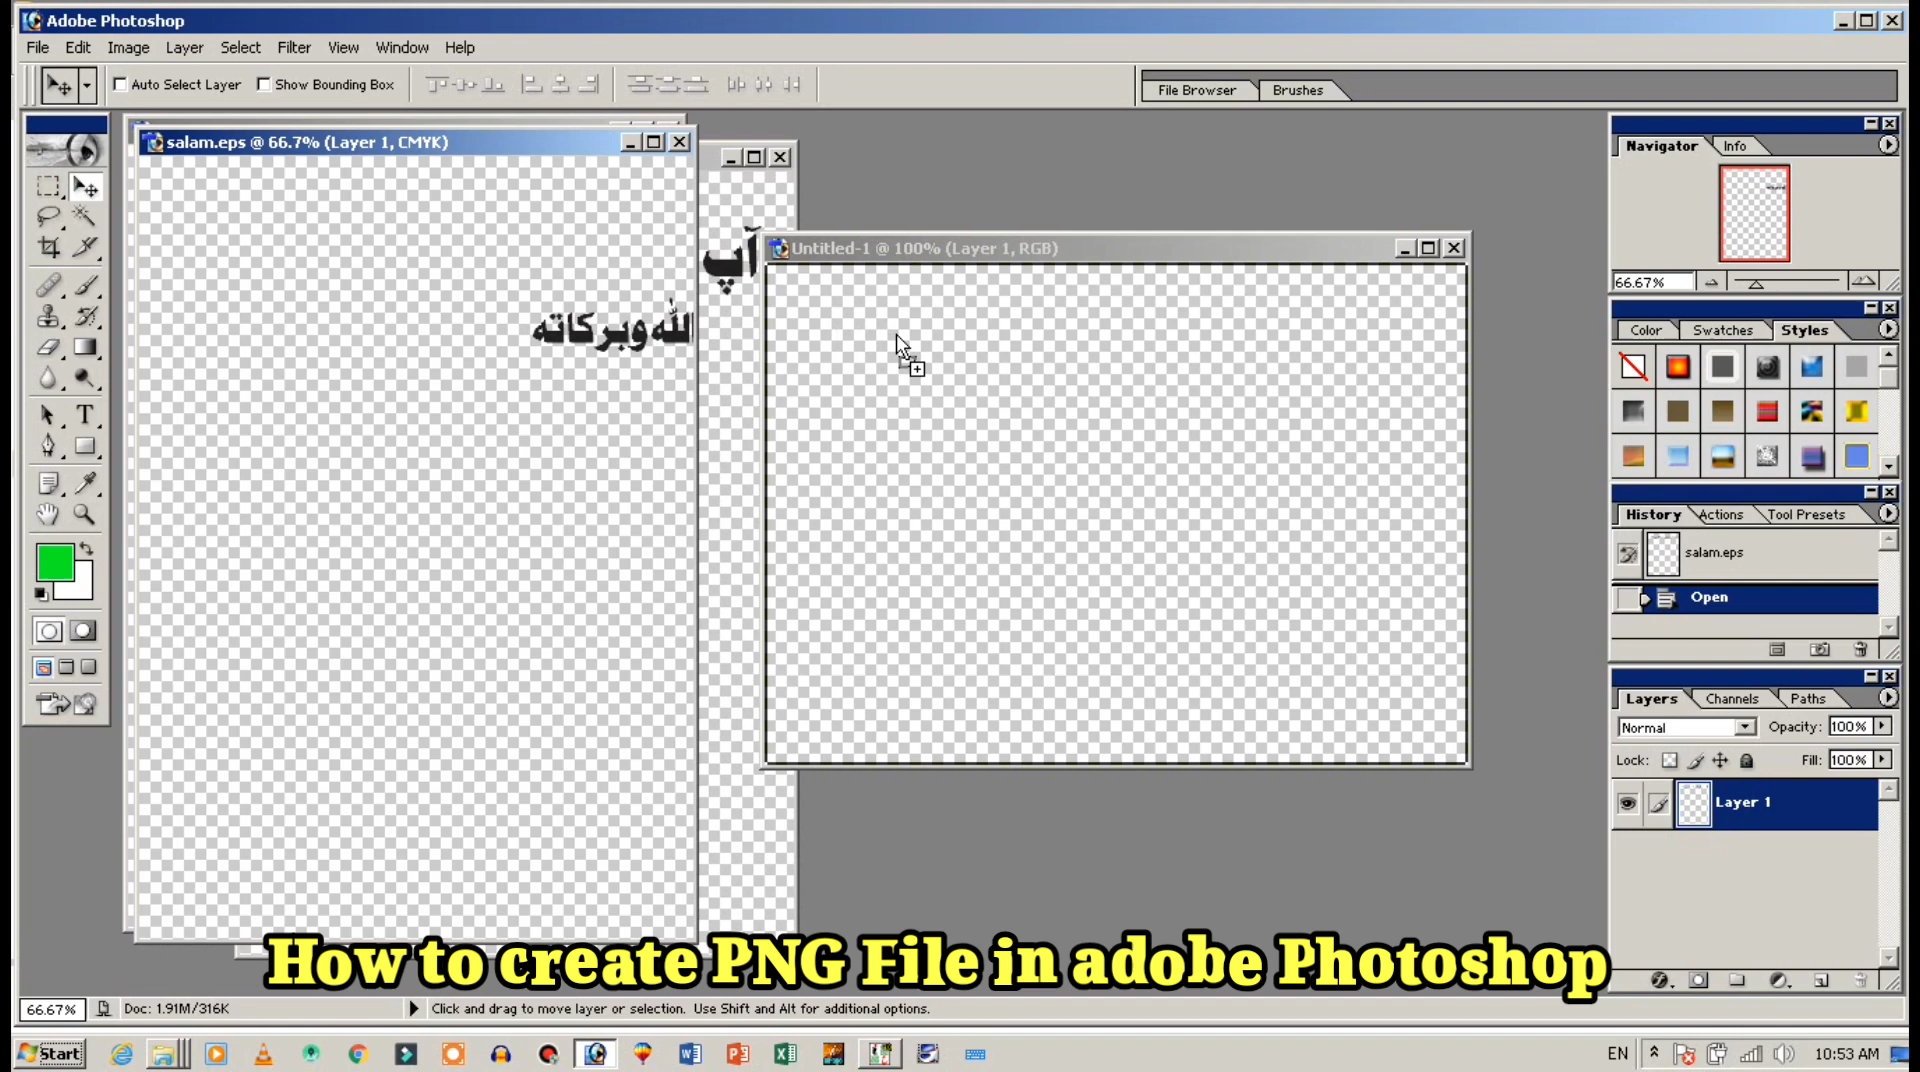 Adobe Photoshop
File Edit Image Layer Select Filter View Window Help
Auto Select Layer Show Bounding Box File Browser Brushes
salam.eps @ 66.7% (Layer 1, CMYK)
Untitled-1 @ 100% (Layer 1, RGB)
آپ
الله وبركاته
Navigator Info
66.67%
Color Swatches Styles
T
History Actions Tool Presets
salam.eps
Open
Layers Channels Paths
Normal Opacity: 100%
Lock: Fill: 100%
Layer 1
How to create PNG File in adobe Photoshop
66.67% Doc: 1.91M/316K Click and drag to move layer or selection. Use Shift and Alt for additional options.
Start EN 10:53 AM